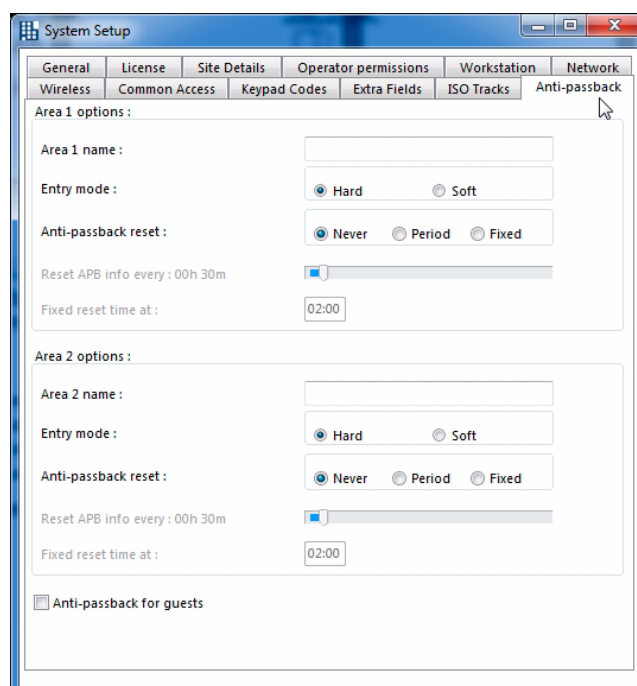 System Setup
General License Site Details Operator permissions Workstation Network
Wireless Common Access Keypad Codes Extra Fields ISO Tracks Anti-passback
Area 1 options :
Area 1 name :
Entry mode : Hard Soft
Anti-passback reset : Never Period Fixed
Reset APB info every : 00h 30m
Fixed reset time at : 02:00
Area 2 options :
Area 2 name :
Entry mode : Hard Soft
Anti-passback reset : Never Period Fixed
Reset APB info every : 00h 30m
Fixed reset time at : 02:00
Anti-passback for guests